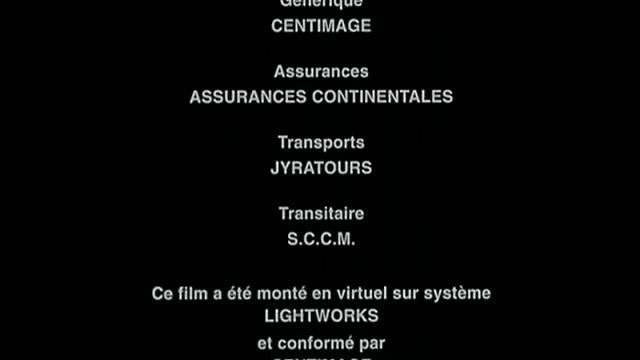 Générique
CENTIMAGE
Assurances
ASSURANCES CONTINENTALES
Transports
JYRATOURS
Transitaire
S.C.C.M.
Ce film a été monté en virtuel sur système
LIGHTWORKS
et conformé par